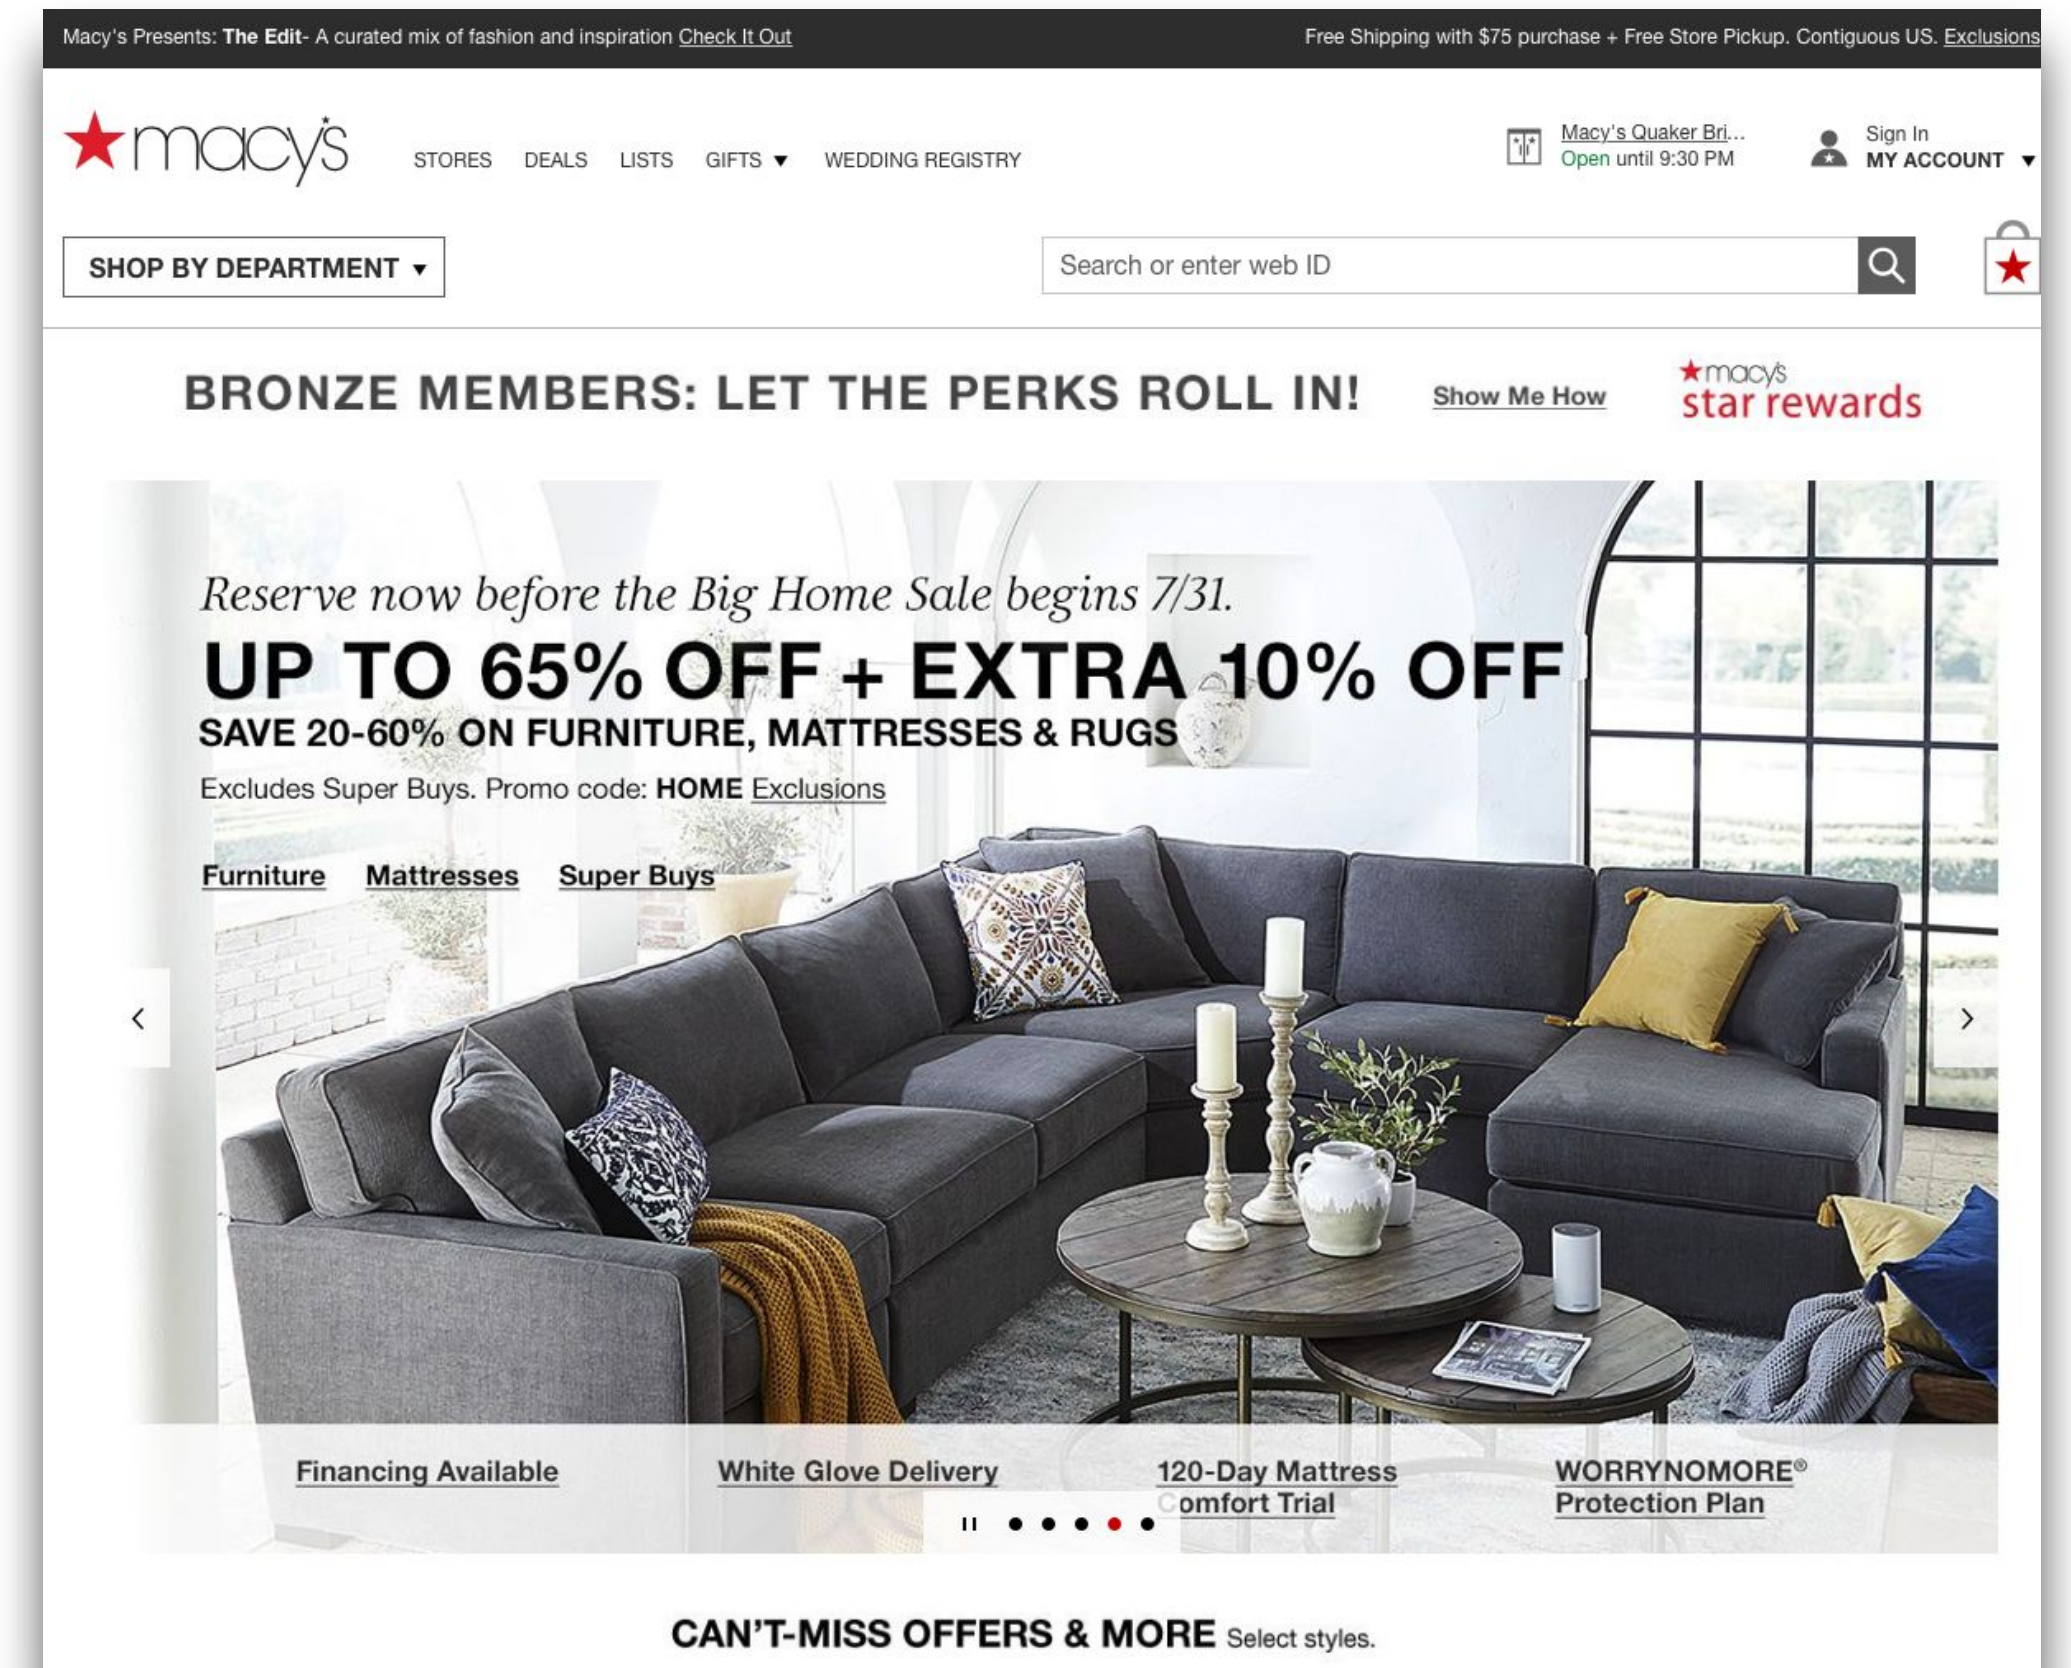 Macy's Presents: The Edit- A curated mix of fashion and inspiration Check It Out
Free Shipping with $75 purchase + Free Store Pickup. Contiguous US. Exclusions
macy's
STORES DEALS LISTS GIFTS ▼ WEDDING REGISTRY
Macy's Quaker Bri...
Open until 9:30 PM
Sign In
MY ACCOUNT ▼
SHOP BY DEPARTMENT ▼
Search or enter web ID
BRONZE MEMBERS: LET THE PERKS ROLL IN!
Show Me How
macy's
star rewards
Reserve now before the Big Home Sale begins 7/31.
UP TO 65% OFF + EXTRA 10% OFF
SAVE 20-60% ON FURNITURE, MATTRESSES & RUGS
Excludes Super Buys. Promo code: HOME Exclusions
Furniture Mattresses Super Buys
Financing Available
White Glove Delivery
120-Day Mattress
Comfort Trial
WORRYNOMORE®
Protection Plan
CAN'T-MISS OFFERS & MORE Select styles.